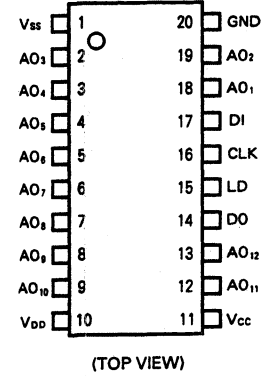 Vss 1 20 GND
AO3 2 19 AO2
AO4 3 18 AO1
AO5 4 17 DI
AO6 5 16 CLK
AO7 6 15 LD
AO8 7 14 DO
AO9 8 13 AO12
AO10 9 12 AO11
VDD 10 11 Vcc
(TOP VIEW)